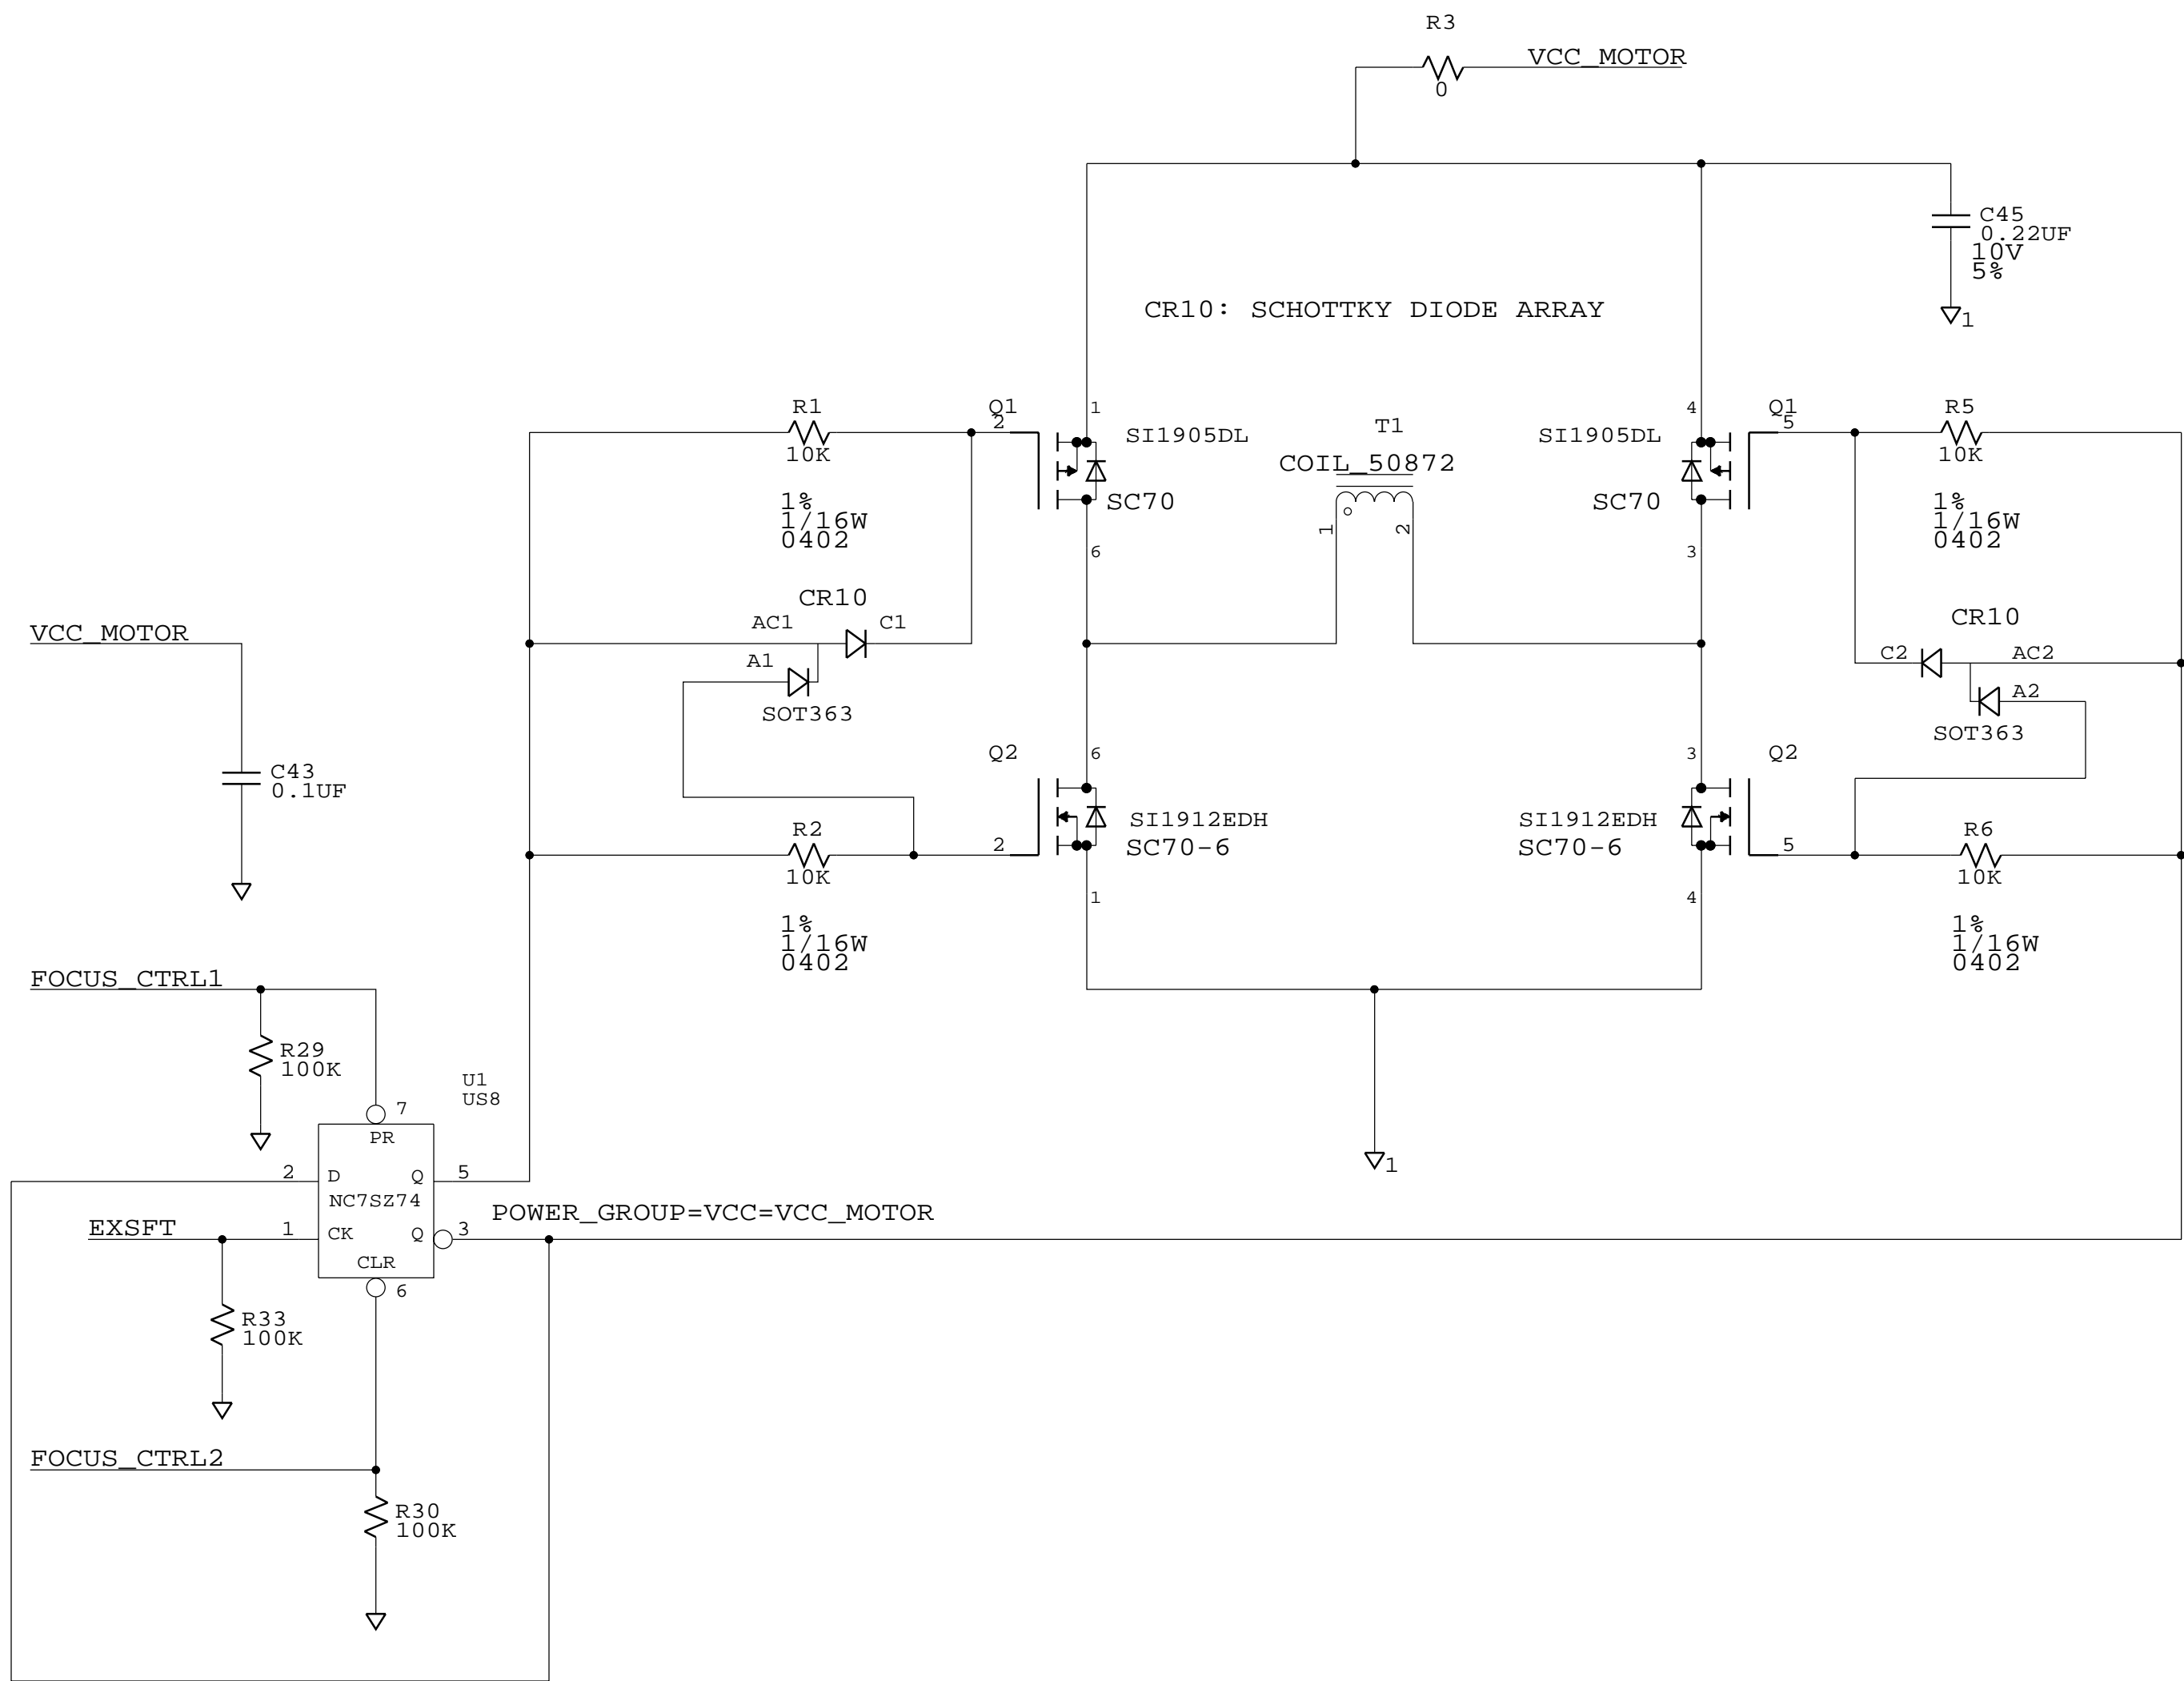 R3
VCC_MOTOR
0
C45
0.22UF
10V
5%
1
CR10: SCHOTTKY DIODE ARRAY
R1
10K
1%
1/16W
0402
Q1
2
1
SI1905DL
SC70
6
T1
COIL_50872
1
2
4
SI1905DL
SC70
3
Q1
5
R5
10K
1%
1/16W
0402
CR10
AC1
C1
A1
SOT363
CR10
C2
AC2
A2
SOT363
VCC_MOTOR
C43
0.1UF
Q2
6
SI1912EDH
SC70-6
2
1
R2
10K
1%
1/16W
0402
3
Q2
SI1912EDH
SC70-6
5
4
R6
10K
1%
1/16W
0402
FOCUS_CTRL1
R29
100K
U1
US8
7
PR
2
D
Q
5
NC7SZ74
EXSFT
1
CK
Q
3
CLR
6
POWER_GROUP=VCC=VCC_MOTOR
1
R33
100K
FOCUS_CTRL2
R30
100K